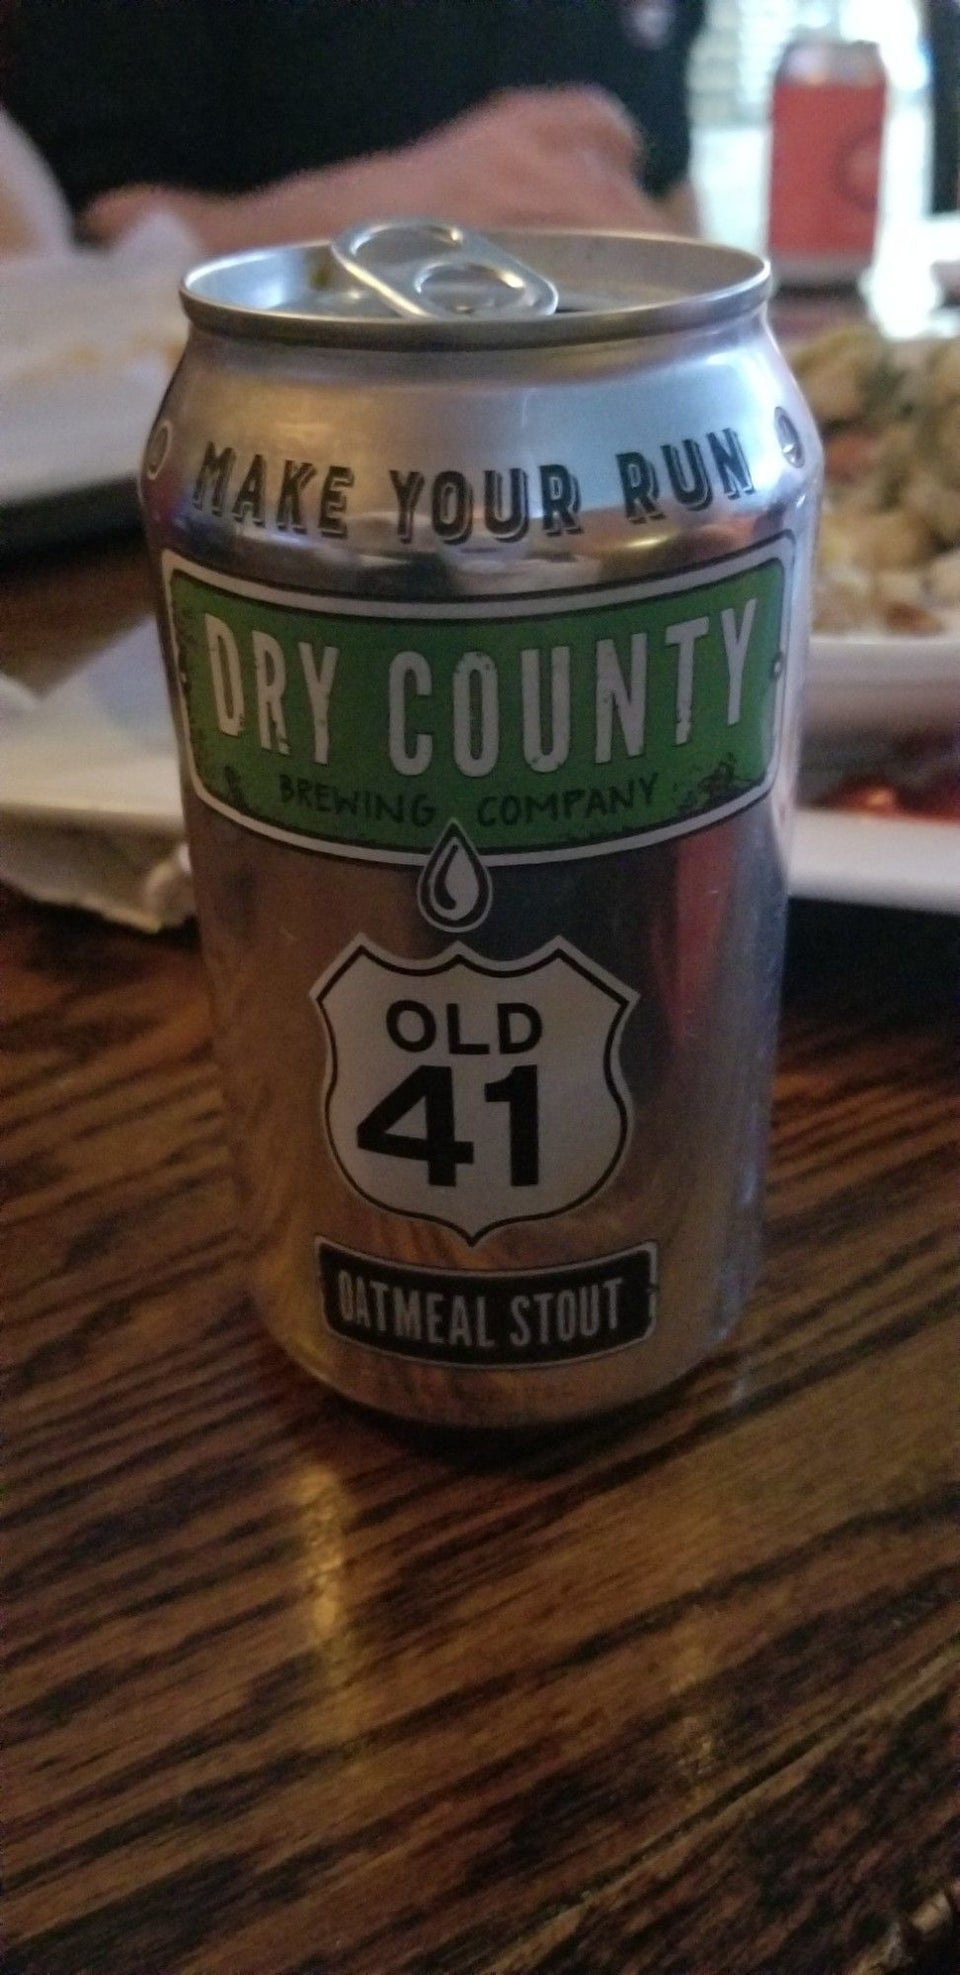 MAKE YOUR RUN
DRY COUNTY
BREWING COMPANY
OLD
41
OATMEAL STOUT